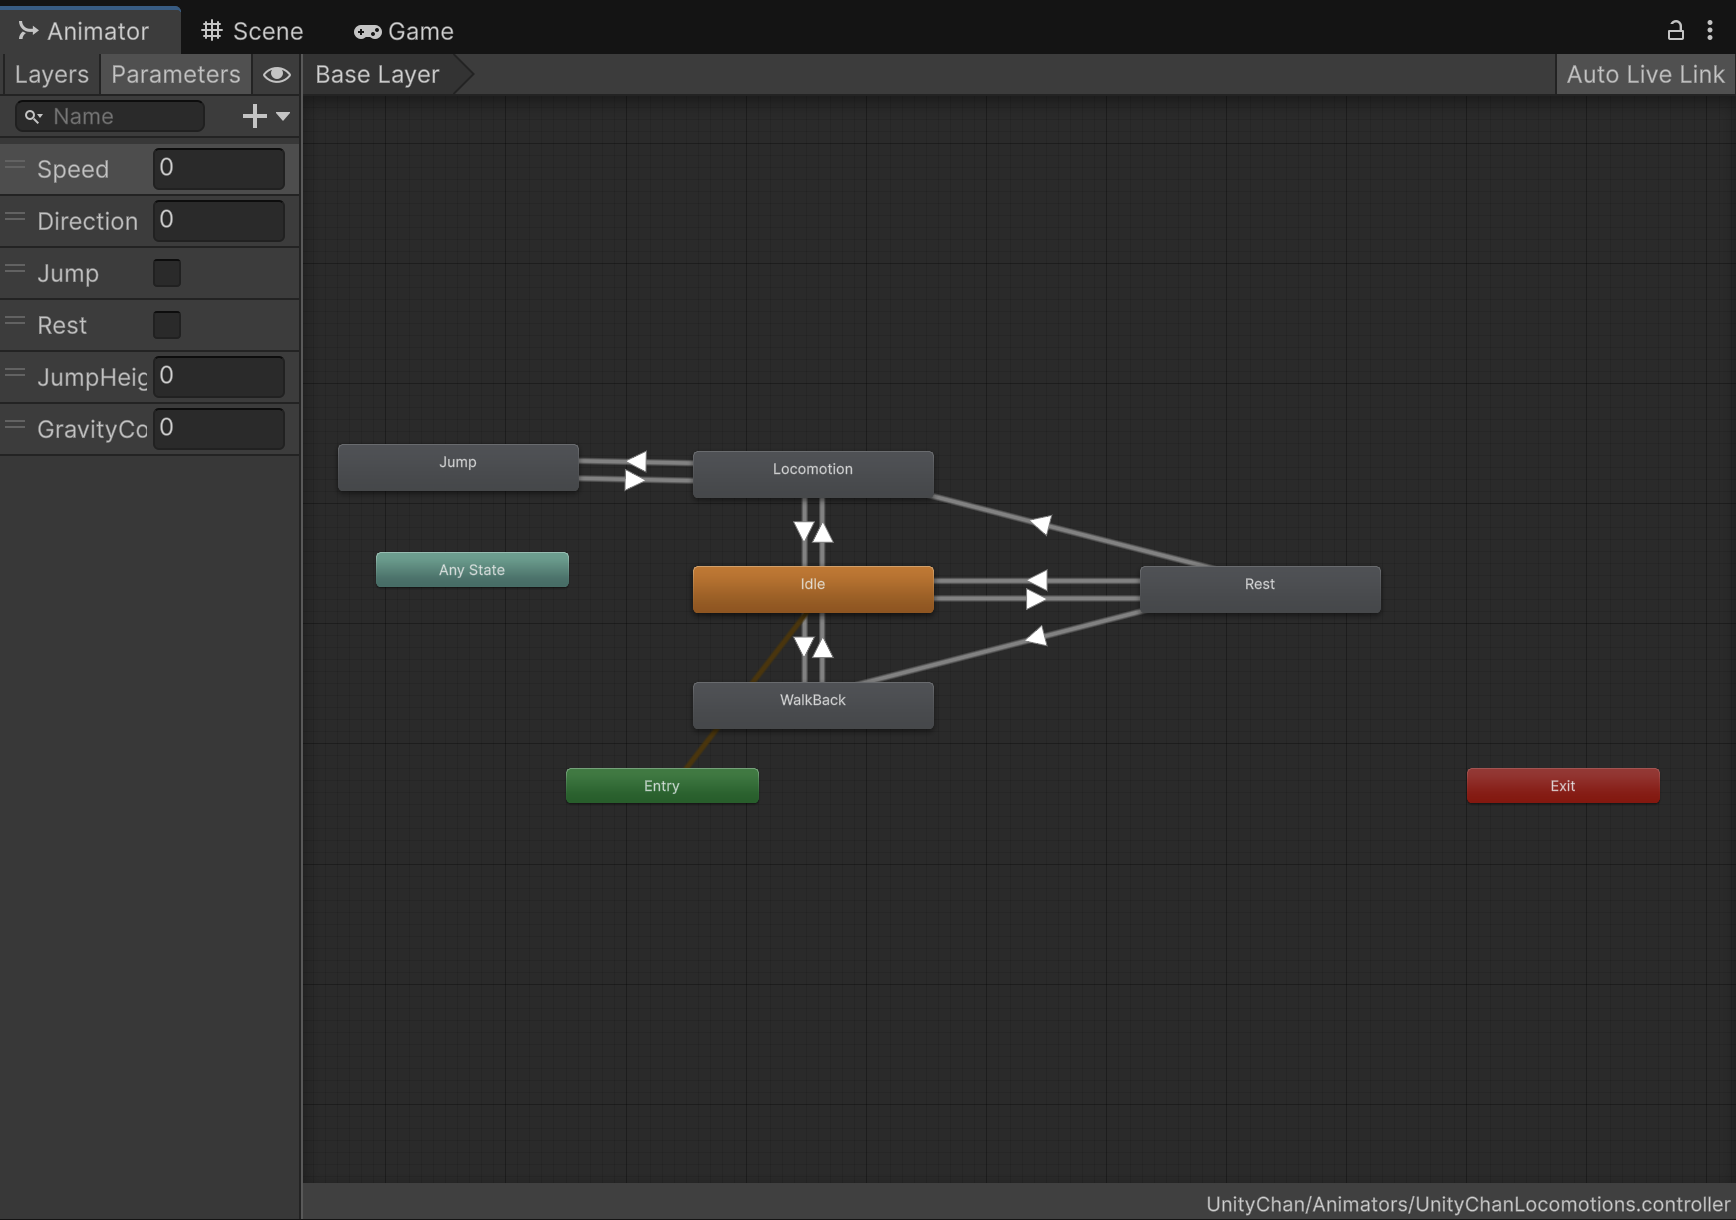 Animator
Scene
Game
Layers
Parameters
Base Layer
Auto Live Link
Name
Speed 0
Direction 0
Jump
Rest
JumpHeig 0
GravityCo 0
Jump
Locomotion
Any State
Idle
Rest
WalkBack
Entry
Exit
UnityChan/Animators/UnityChanLocomotions.controller